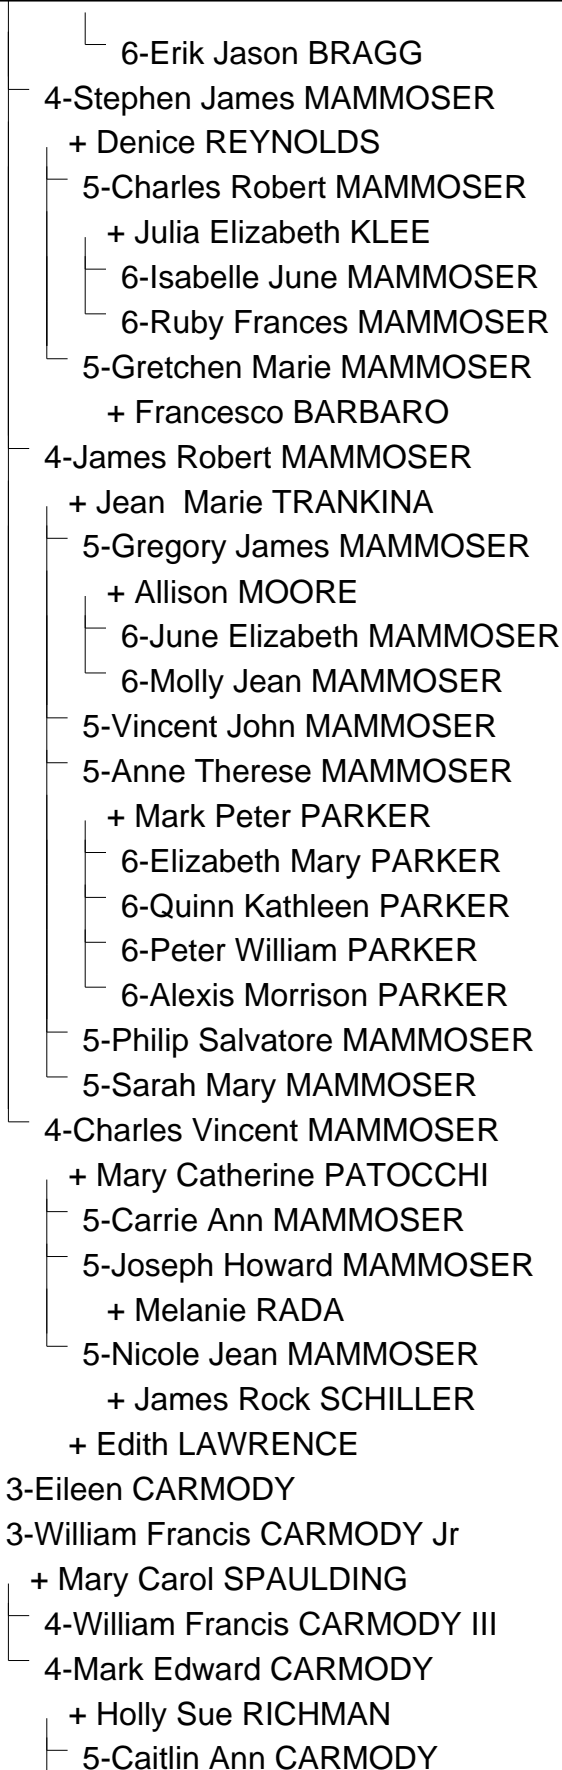 6-Erik Jason BRAGG
4-Stephen James MAMMOSER
+ Denice REYNOLDS
5-Charles Robert MAMMOSER
+ Julia Elizabeth KLEE
6-Isabelle June MAMMOSER
6-Ruby Frances MAMMOSER
5-Gretchen Marie MAMMOSER
+ Francesco BARBARO
4-James Robert MAMMOSER
+ Jean  Marie TRANKINA
5-Gregory James MAMMOSER
+ Allison MOORE
6-June Elizabeth MAMMOSER
6-Molly Jean MAMMOSER
5-Vincent John MAMMOSER
5-Anne Therese MAMMOSER
+ Mark Peter PARKER
6-Elizabeth Mary PARKER
6-Quinn Kathleen PARKER
6-Peter William PARKER
6-Alexis Morrison PARKER
5-Philip Salvatore MAMMOSER
5-Sarah Mary MAMMOSER
4-Charles Vincent MAMMOSER
+ Mary Catherine PATOCCHI
5-Carrie Ann MAMMOSER
5-Joseph Howard MAMMOSER
+ Melanie RADA
5-Nicole Jean MAMMOSER
+ James Rock SCHILLER
+ Edith LAWRENCE
3-Eileen CARMODY
3-William Francis CARMODY Jr
+ Mary Carol SPAULDING
4-William Francis CARMODY III
4-Mark Edward CARMODY
+ Holly Sue RICHMAN
5-Caitlin Ann CARMODY